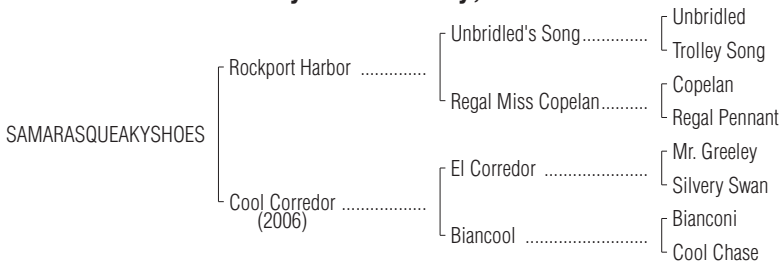 Unbridled
Unbridled's Song..............
Trolley Song
Rockport Harbor ..............
Copelan
Regal Miss Copelan..........
Regal Pennant
SAMARASQUEAKYSHOES
Mr. Greeley
El Corredor ......................
Silvery Swan
Cool Corredor ..................
(2006)
Bianconi
Biancool ..........................
Cool Chase